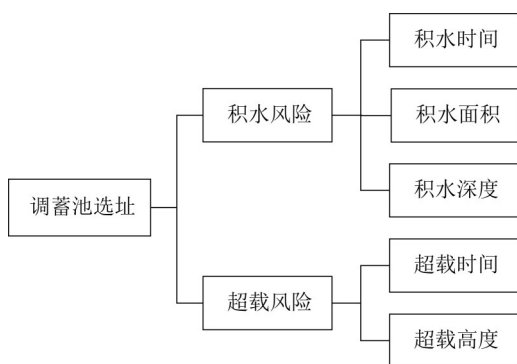 调蓄池选址
积水风险
积水时间
积水面积
积水深度
超载风险
超载时间
超载高度